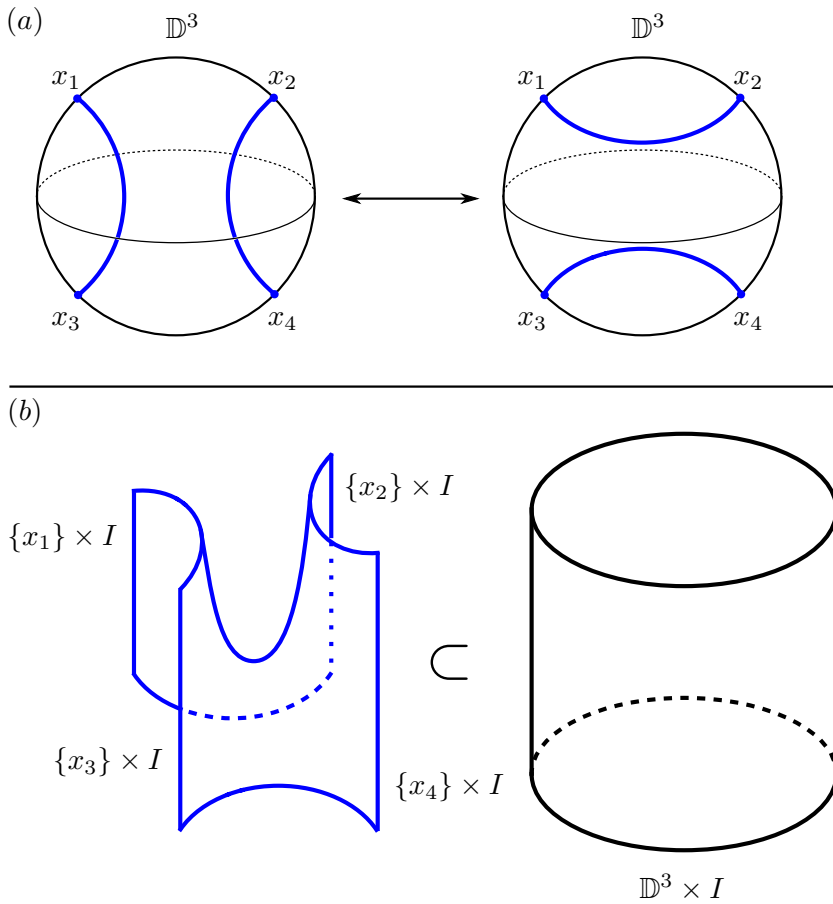 (a)
𝔻³ 𝔻³
x₁ x₂ x₁ x₂
x₃ x₄ x₃ x₄
(b)
{x₂} × I
{x₁} × I
⊂
{x₃} × I
{x₄} × I
𝔻³ × I